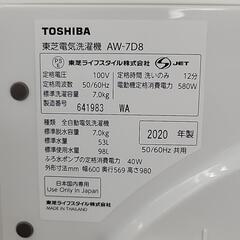 TOSHIBA
東芝電気洗濯機 AW-7D8
東芝ライフスタイル株式会社 JET
定格電圧 100V
定格周波数 50/60Hz
標準洗濯容量 7.0kg
定格時間 洗いのみ 12分
電動機定格消費電力 580W
製造番号
641983 WA
種類 全自動電気洗濯機
標準脱水容量 7.0kg
標準水量 53L
標準使用水量 98L
ふろ水ポンプの定格消費電力 40W
外形寸法mm 幅600 奥行569 高さ980
2020 年製
50/60Hz 共用
日本国内専用
Use Only in Japan
東芝ライフスタイル株式会社
MADE IN THAILAND